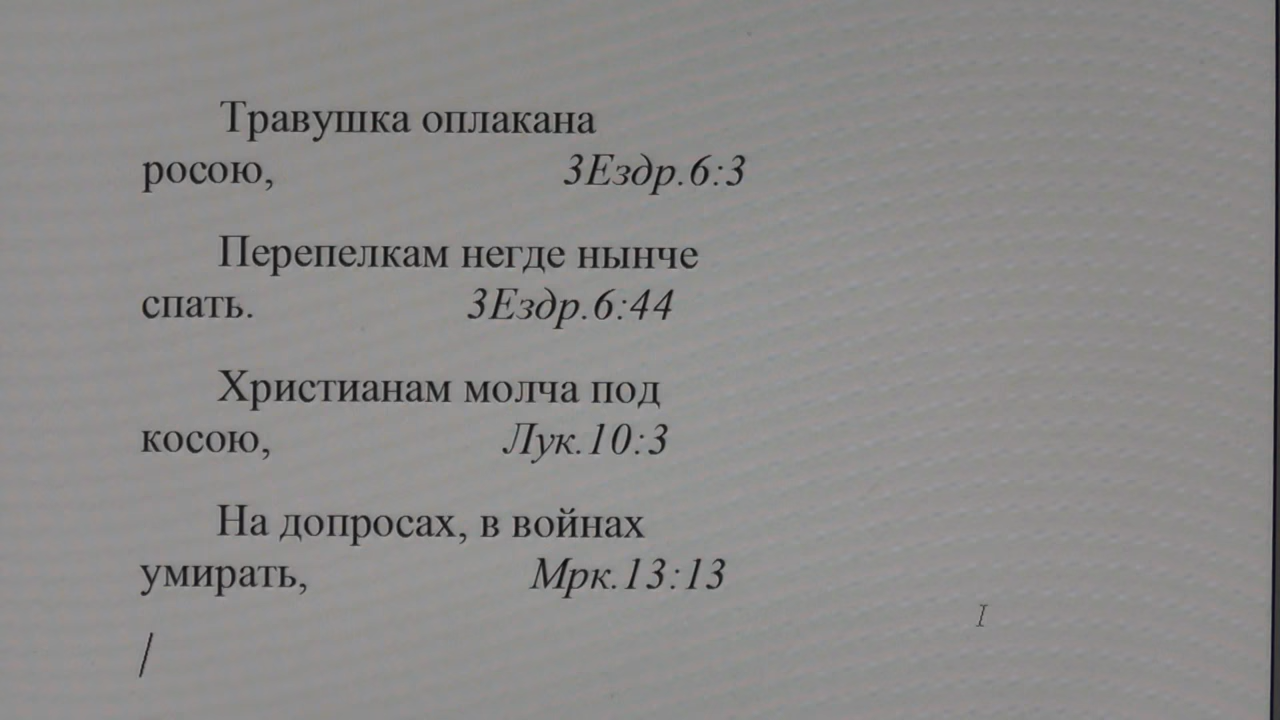 Травушка оплакана
росою, 3Ездр.6:3
Перепелкам негде нынче
спать. 3Ездр.6:44
Христианам молча под
косою, Лук.10:3
На допросах, в войнах
умирать, Мрк.13:13